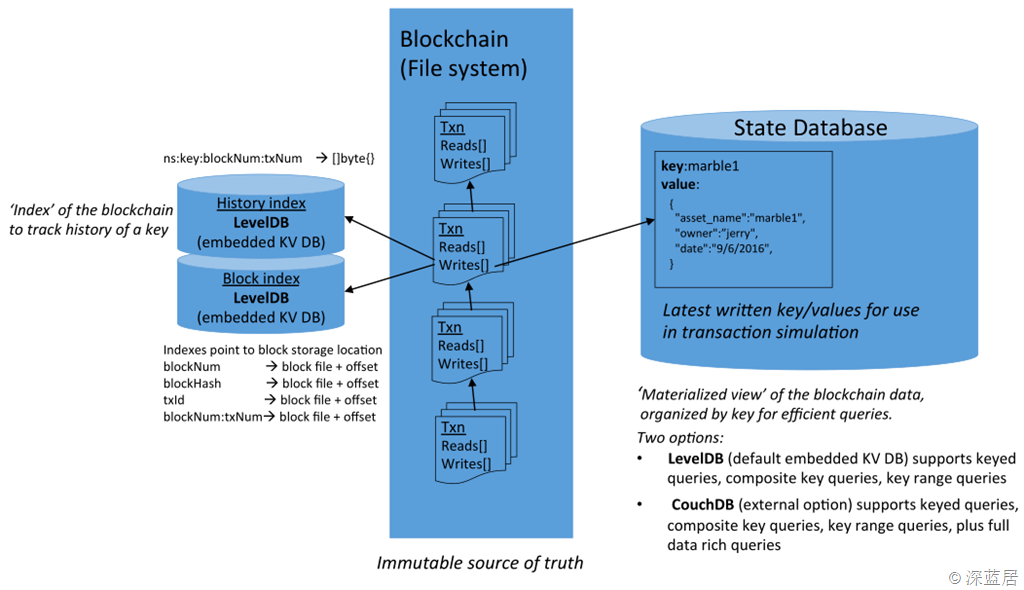 Blockchain
(File system)
Txn
Reads[]
Writes[]
Txn
Reads[]
Writes[]
Txn
Reads[]
Writes[]
Txn
Reads[]
Writes[]
Immutable source of truth
ns:key:blockNum:txNum → []byte{}
‘Index’ of the blockchain
to track history of a key
History index
LevelDB
(embedded KV DB)
Block index
LevelDB
(embedded KV DB)
Indexes point to block storage location
blockNum → block file + offset
blockHash → block file + offset
txId → block file + offset
blockNum:txNum→ block file + offset
State Database
key:marble1
value:
{
"asset_name":"marble1",
"owner":"jerry",
"date":"9/6/2016",
}
Latest written key/values for use
in transaction simulation
‘Materialized view’ of the blockchain data,
organized by key for efficient queries.
Two options:
• LevelDB (default embedded KV DB) supports keyed
queries, composite key queries, key range queries
• CouchDB (external option) supports keyed queries,
composite key queries, key range queries, plus full
data rich queries
© 深蓝居